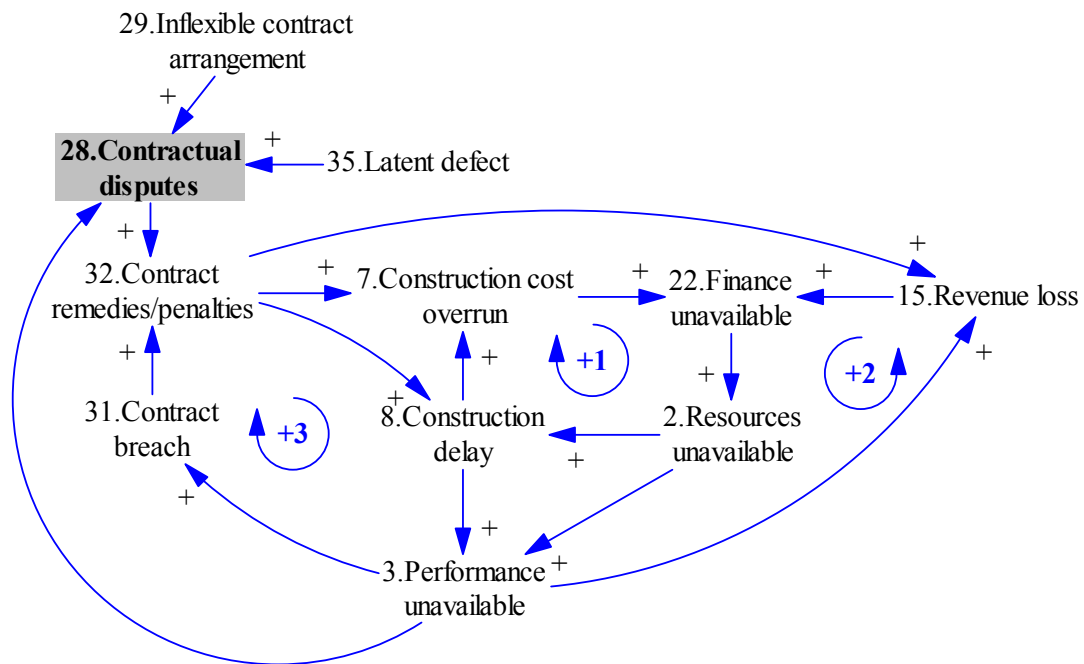 29.Inflexible contract
arrangement
+
28.Contractual
disputes
+
35.Latent defect
+
32.Contract
remedies/penalties
+
7.Construction cost
overrun
+
22.Finance
unavailable
+
+
15.Revenue loss
+
31.Contract
breach
+3
+
8.Construction
delay
+
+1
+
2.Resources
unavailable
+2
+
+
+
+
3.Performance
unavailable
+